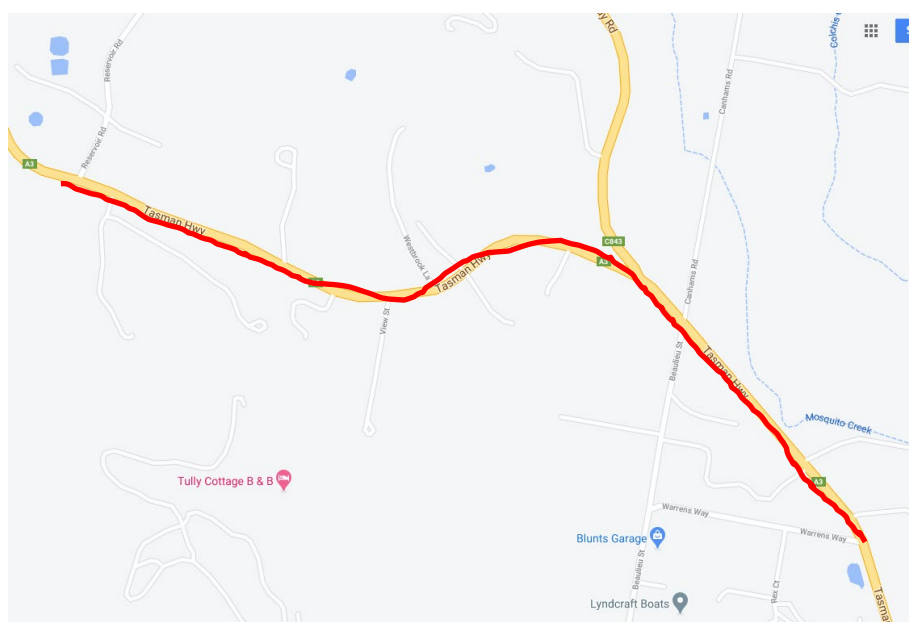 Reservoir Rd
Colchis
Canhams Rd
Reservoir Rd
A3
Tasman Hwy
C843
A3
Westbrook La
Tasman Hwy
Canhams Rd
View St
Beaulieu St
Tasman Hwy
Mosquito Creek
Tully Cottage B & B
A3
Warrens Way
Warrens Way
Blunts Garage
Beaulieu St
Rex Ct
Lyndcraft Boats